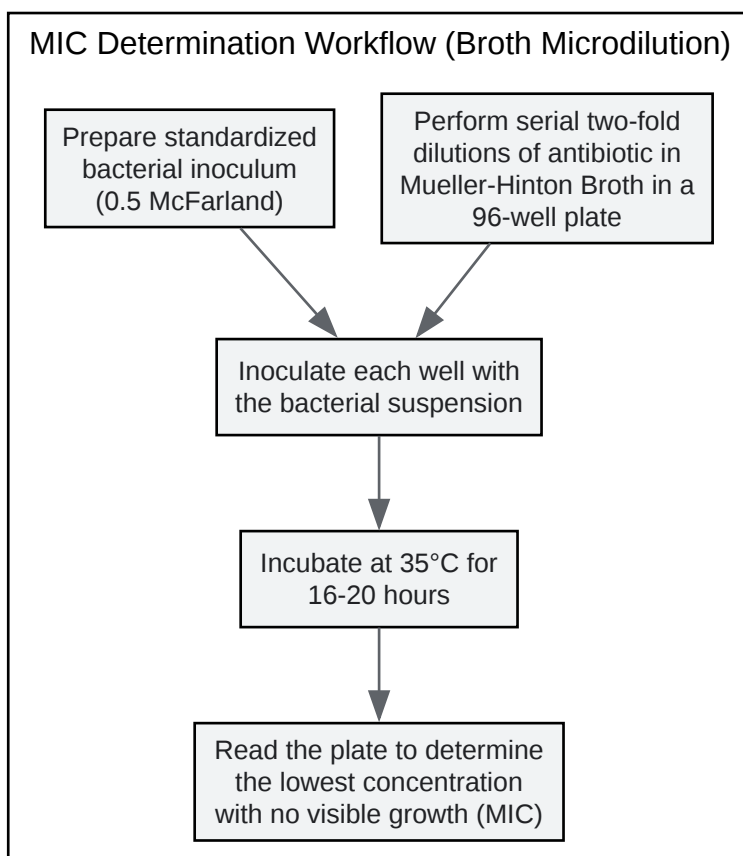 MIC Determination Workflow (Broth Microdilution)
Prepare standardized
bacterial inoculum
(0.5 McFarland)
Perform serial two-fold
dilutions of antibiotic in
Mueller-Hinton Broth in a
96-well plate
Inoculate each well with
the bacterial suspension
Incubate at 35°C for
16-20 hours
Read the plate to determine
the lowest concentration
with no visible growth (MIC)